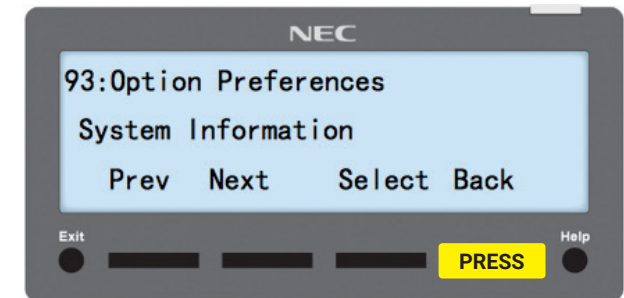 NEC
93:Option Preferences
System Information
Prev Next Select Back
Exit Help
PRESS